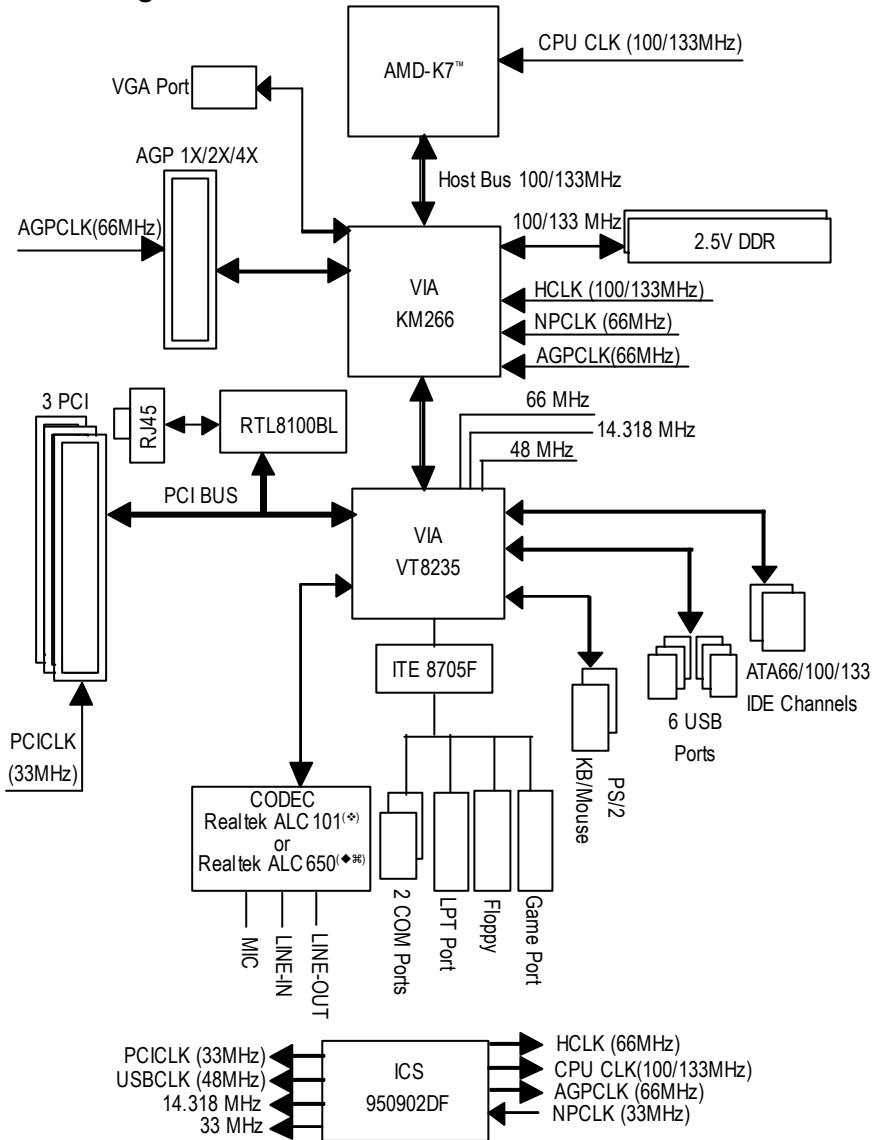 CPU CLK (100/133MHz)
AMD-K7™
VGA Port
AGP 1X/2X/4X
Host Bus 100/133MHz
AGPCLK(66MHz)
100/133 MHz
2.5V DDR
VIA
KM266
HCLK (100/133MHz)
NPCLK (66MHz)
AGPCLK(66MHz)
3 PCI
RJ45
RTL8100BL
66 MHz
14.318 MHz
48 MHz
PCI BUS
VIA
VT8235
ITE 8705F
ATA66/100/133
IDE Channels
6 USB
Ports
PS/2
KB/Mouse
PCICLK
(33MHz)
CODEC
Realtek ALC101(❖)
or
Realtek ALC650(◆⌘)
MIC
LINE-IN
LINE-OUT
2 COM Ports
LPT Port
Floppy
Game Port
PCICLK (33MHz)
USBCLK (48MHz)
14.318 MHz
33 MHz
ICS
950902DF
HCLK (66MHz)
CPU CLK(100/133MHz)
AGPCLK (66MHz)
NPCLK (33MHz)